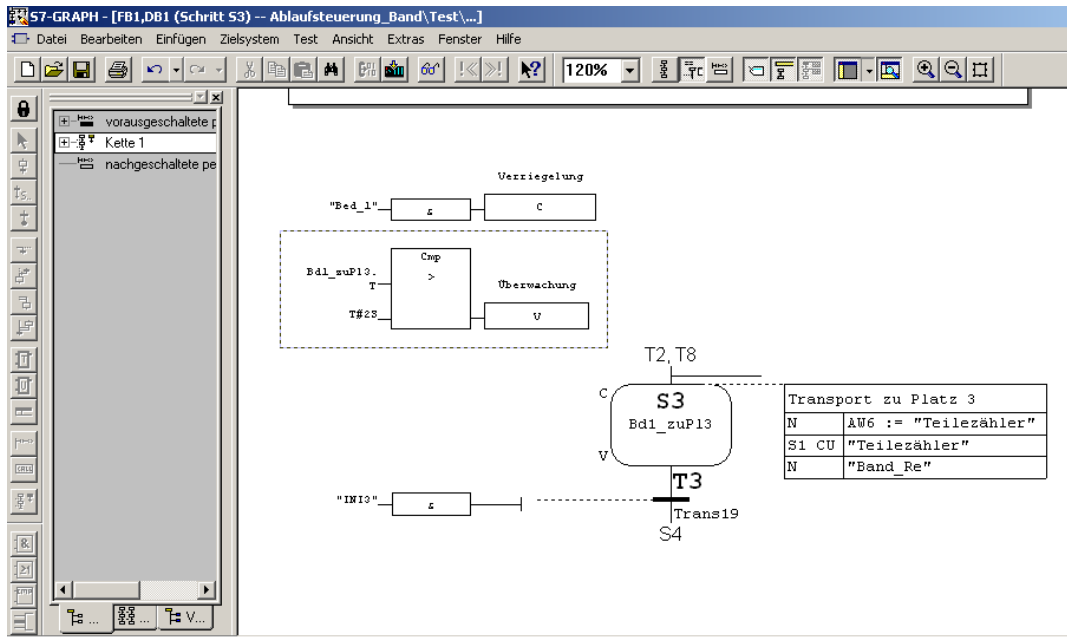 S7-GRAPH - [FB1,DB1 (Schritt S3) -- Ablaufsteuerung_Band\Test\...]
Datei Bearbeiten Einfügen Zielsystem Test Ansicht Extras Fenster Hilfe
120%
vorausgeschaltete p
Kette 1
nachgeschaltete pe
Verriegelung
"Bed_1" & C
Cmp
Bd1_zuPl3.
T
>
Überwachung
T#2S
V
T2, T8
C
S3
Bd1_zuPl3
V
Transport zu Platz 3
N AW6 := "Teilezähler"
S1 CU "Teilezähler"
N "Band_Re"
T3
"INI3" &
Trans19
S4
... ... V...